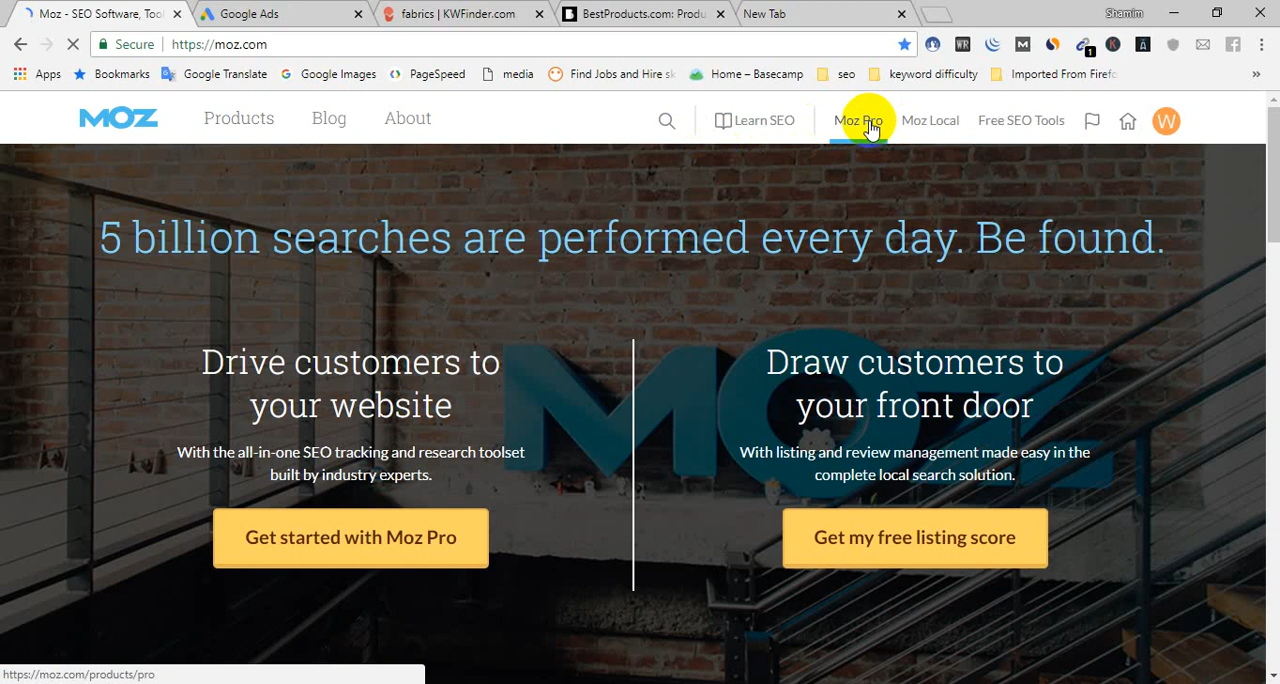 Moz - SEO Software, Tool
Google Ads
fabrics | KWFinder.com
BestProducts.com: Produ
New Tab
Shamim
Secure
https://moz.com
WR
M
K
1
Apps
Bookmarks
Google Translate
Google Images
PageSpeed
media
Find Jobs and Hire sk
Home – Basecamp
seo
keyword difficulty
Imported From Firefo
»
MOZ
Products
Blog
About
Learn SEO
Moz Pro
Moz Local
Free SEO Tools
W
5 billion searches are performed every day. Be found.
Drive customers to
your website
With the all-in-one SEO tracking and research toolset
built by industry experts.
Get started with Moz Pro
Draw customers to
your front door
With listing and review management made easy in the
complete local search solution.
Get my free listing score
MOZ
https://moz.com/products/pro